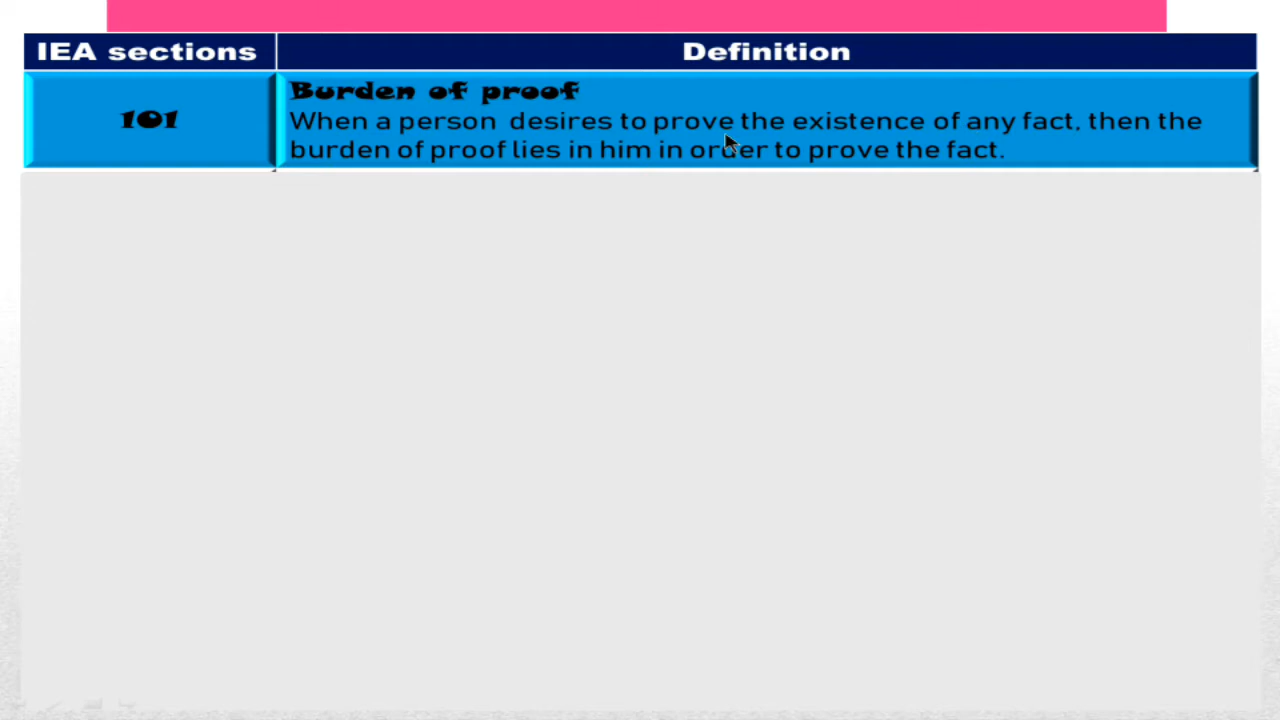 IEA sections
Definition
101
Burden of proof
When a person desires to prove the existence of any fact, then the
burden of proof lies in him in order to prove the fact.